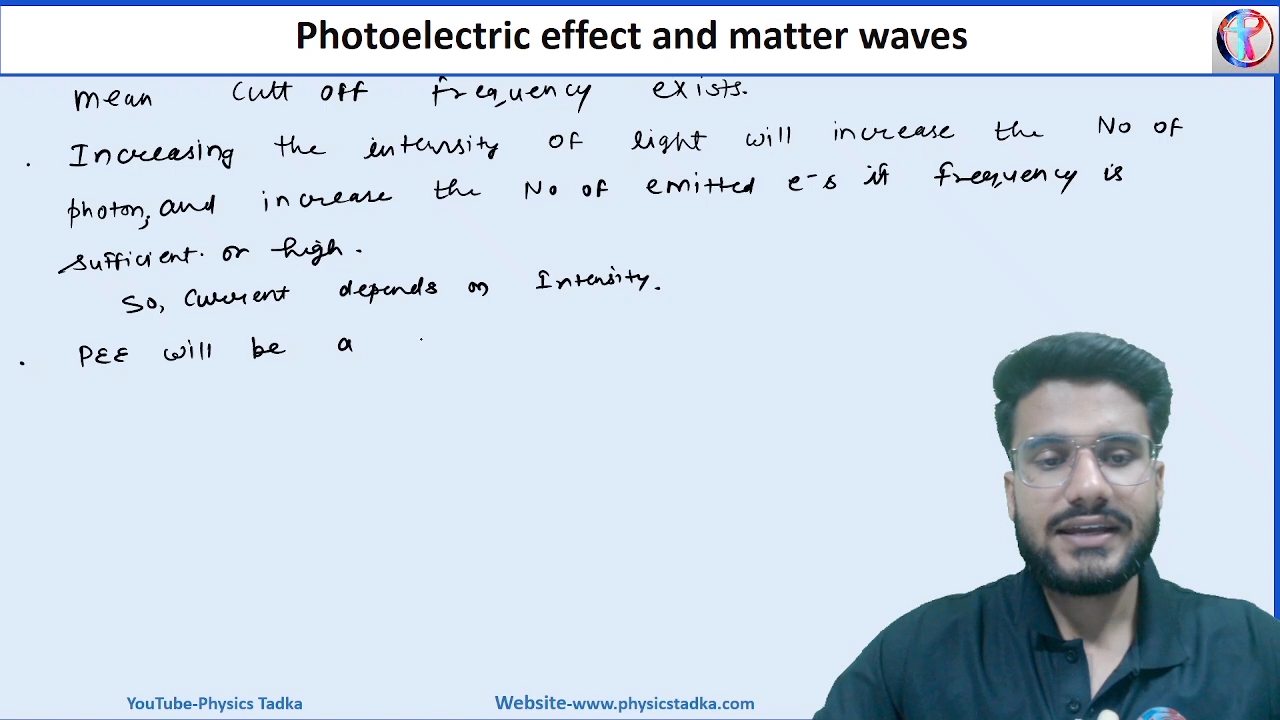 Photoelectric effect and matter waves
mean cutt off frequency exists.
. Increasing the intensity of light will increase the No of
photon, and increase the No of emitted e-s if frequency is
sufficient. or high.
So, current depends on Intensity.
. PEE will be a
YouTube-Physics Tadka
Website-www.physicstadka.com